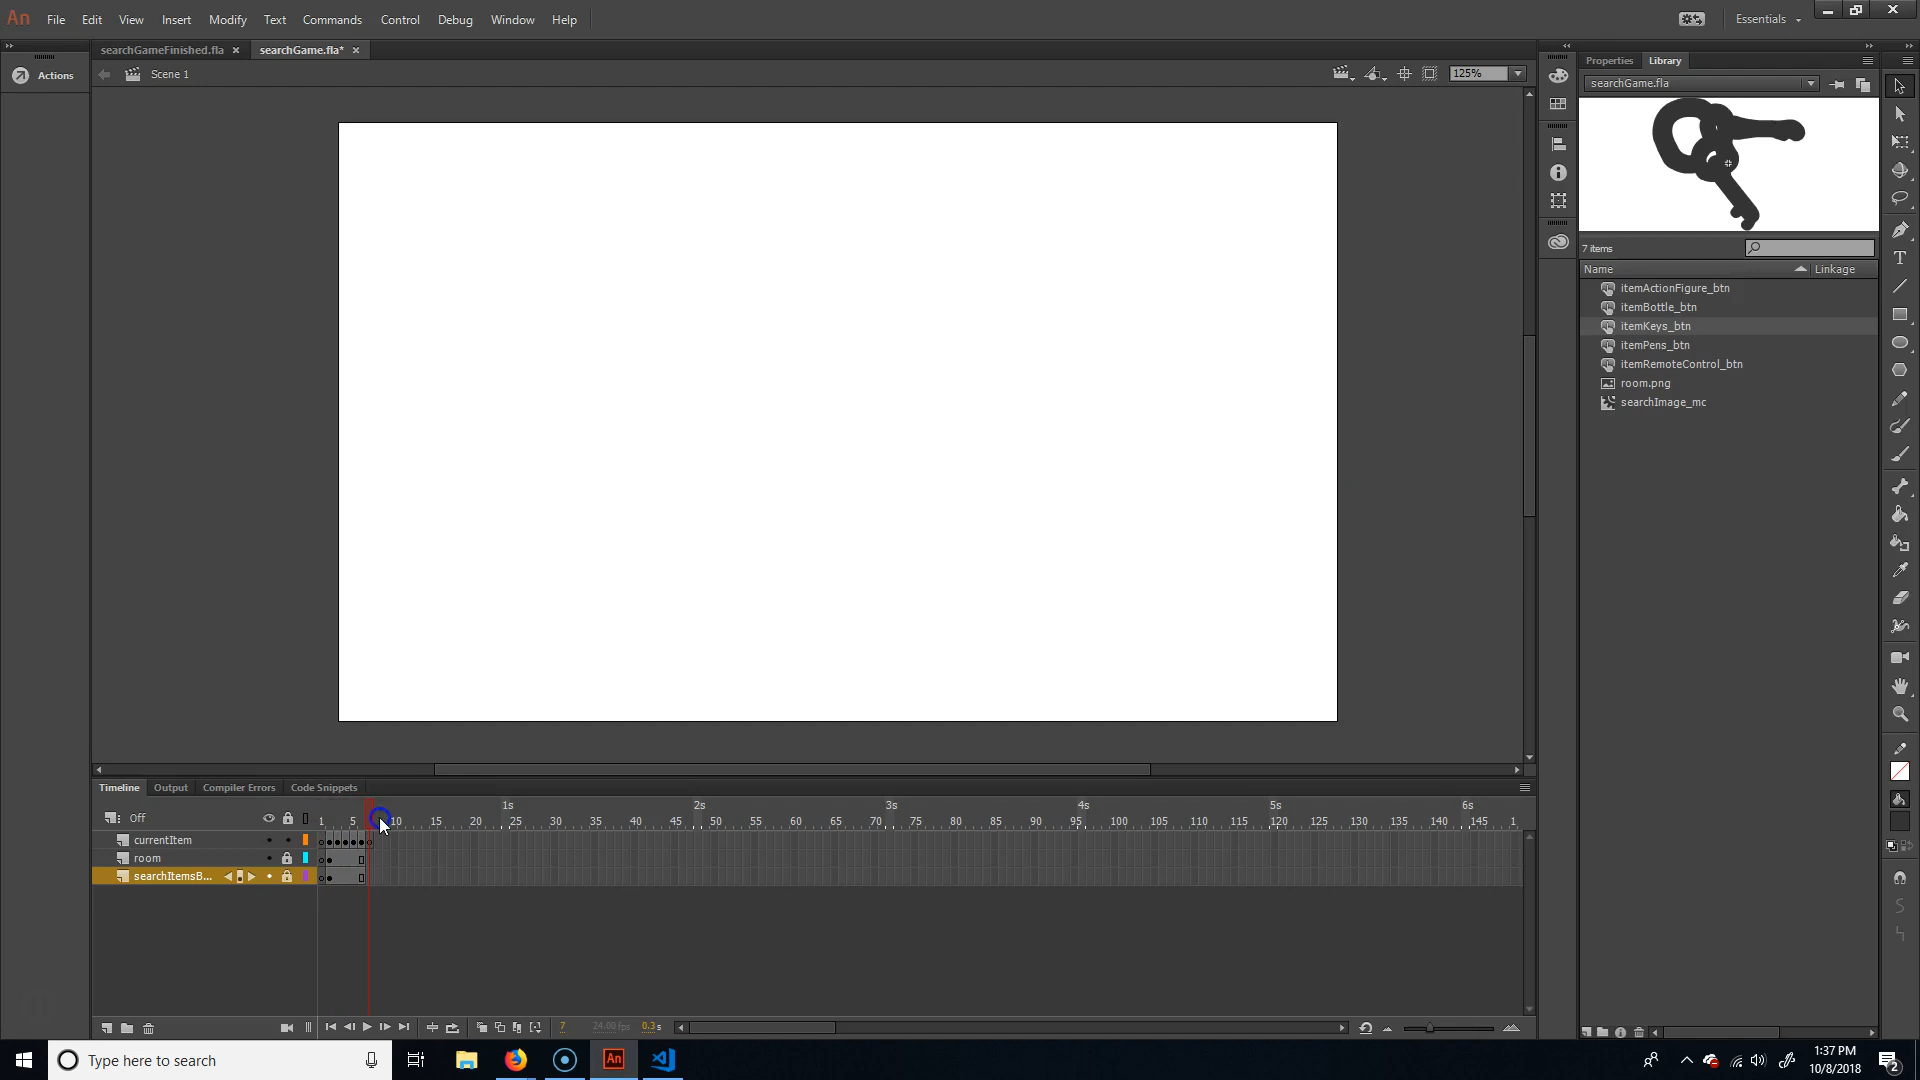 An File Edit View Insert Modify Text Commands Control Debug Window Help Essentials
searchGameFinished.fla × searchGame.fla* × Properties Library
Actions Scene 1 125% searchGame.fla
7 items
Name Linkage
itemActionFigure_btn
itemBottle_btn
itemKeys_btn
itemPens_btn
itemRemoteControl_btn
room.png
searchImage_mc
Timeline Output Compiler Errors Code Snippets
1s 2s 3s 4s 5s 6s
Off 1 5 10 15 20 25 30 35 40 45 50 55 60 65 70 75 80 85 90 95 100 105 110 115 120 125 130 135 140 145 1
currentItem
room
searchItemsB...
7 24.00 fps 0.3s
Type here to search An 1:37 PM
10/8/2018 2